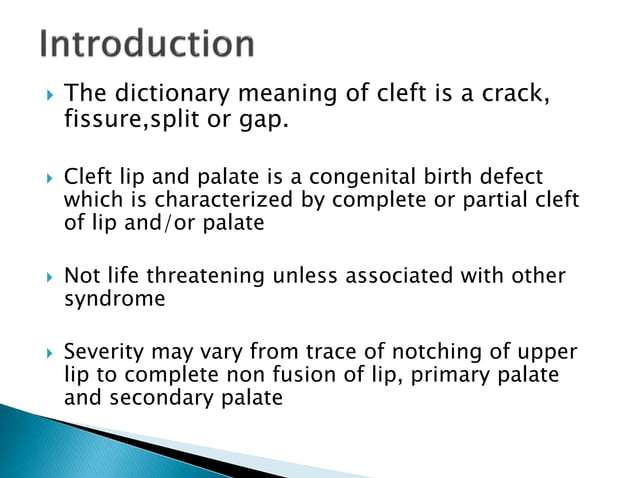 Introduction
The dictionary meaning of cleft is a crack,
fissure,split or gap.
Cleft lip and palate is a congenital birth defect
which is characterized by complete or partial cleft
of lip and/or palate
Not life threatening unless associated with other
syndrome
Severity may vary from trace of notching of upper
lip to complete non fusion of lip, primary palate
and secondary palate